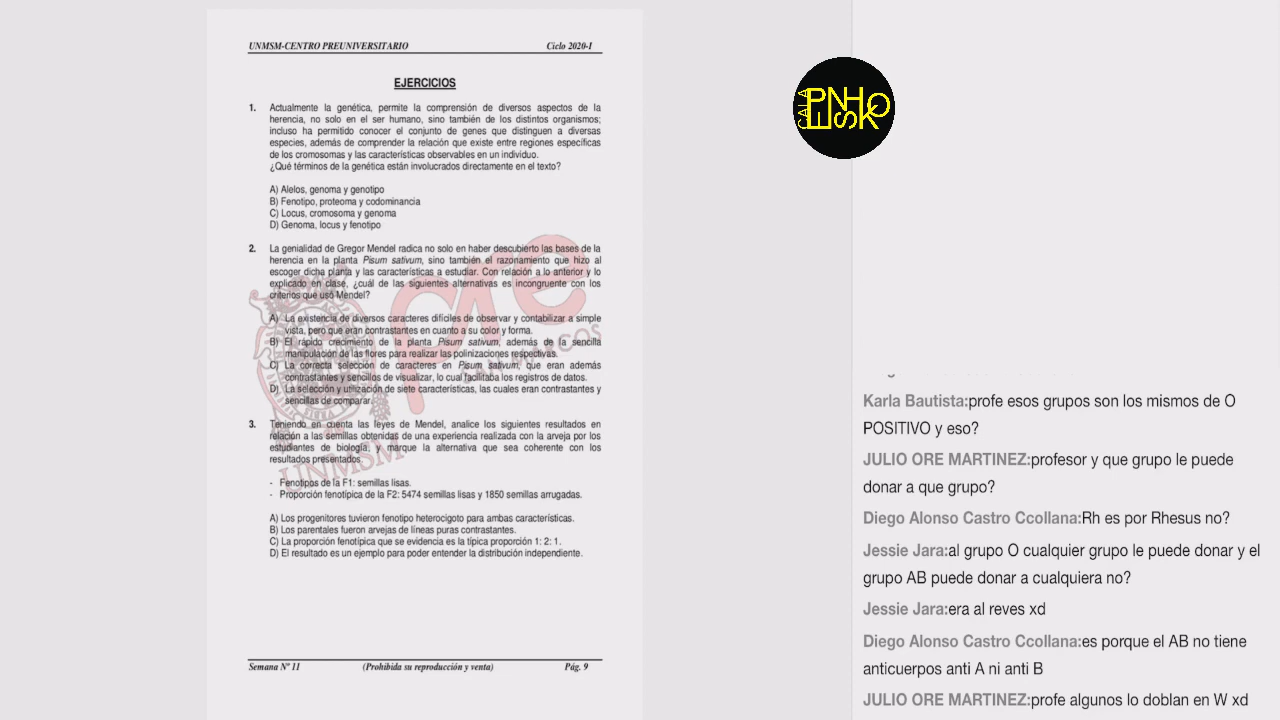 UNMSM-CENTRO PREUNIVERSITARIO Ciclo 2020-I
EJERCICIOS
1. Actualmente la genética, permite la comprensión de diversos aspectos de la
herencia, no solo en el ser humano, sino también de los distintos organismos;
incluso ha permitido conocer el conjunto de genes que distinguen a diversas
especies, además de comprender la relación que existe entre regiones específicas
de los cromosomas y las características observables en un individuo.
¿Qué términos de la genética están involucrados directamente en el texto?
A) Alelos, genoma y genotipo
B) Fenotipo, proteoma y codominancia
C) Locus, cromosoma y genoma
D) Genoma, locus y fenotipo
2. La genialidad de Gregor Mendel radica no solo en haber descubierto las bases de la
herencia en la planta Pisum sativum, sino también el razonamiento que hizo al
escoger dicha planta y las características a estudiar. Con relación a lo anterior y lo
explicado en clase, ¿cuál de las siguientes alternativas es incongruente con los
criterios que usó Mendel?
A) La existencia de diversos caracteres difíciles de observar y contabilizar a simple
vista, pero que eran contrastantes en cuanto a su color y forma.
B) El rápido crecimiento de la planta Pisum sativum, además de la sencilla
manipulación de las flores para realizar las polinizaciones respectivas.
C) La correcta selección de caracteres en Pisum sativum, que eran además
contrastantes y sencillos de visualizar, lo cual facilitaba los registros de datos.
D) La selección y utilización de siete características, las cuales eran contrastantes y
sencillas de comparar.
3. Teniendo en cuenta las leyes de Mendel, analice los siguientes resultados en
relación a las semillas obtenidas de una experiencia realizada con la arveja por los
estudiantes de biología, y marque la alternativa que sea coherente con los
resultados presentados
- Fenotipos de la F1: semillas lisas.
- Proporción fenotípica de la F2: 5474 semillas lisas y 1850 semillas arrugadas.
A) Los progenitores tuvieron fenotipo heterocigoto para ambas características.
B) Los parentales fueron arvejas de líneas puras contrastantes.
C) La proporción fenotípica que se evidencia es la típica proporción 1: 2: 1.
D) El resultado es un ejemplo para poder entender la distribución independiente.
pre
SAN MARCOS
UNMSM
Semana Nº 11 (Prohibida su reproducción y venta) Pág. 9
CALA
PNHO
ESK
Karla Bautista:profe esos grupos son los mismos de O
POSITIVO y eso?
JULIO ORE MARTINEZ:profesor y que grupo le puede
donar a que grupo?
Diego Alonso Castro Ccollana:Rh es por Rhesus no?
Jessie Jara:al grupo O cualquier grupo le puede donar y el
grupo AB puede donar a cualquiera no?
Jessie Jara:era al reves xd
Diego Alonso Castro Ccollana:es porque el AB no tiene
anticuerpos anti A ni anti B
JULIO ORE MARTINEZ:profe algunos lo doblan en W xd